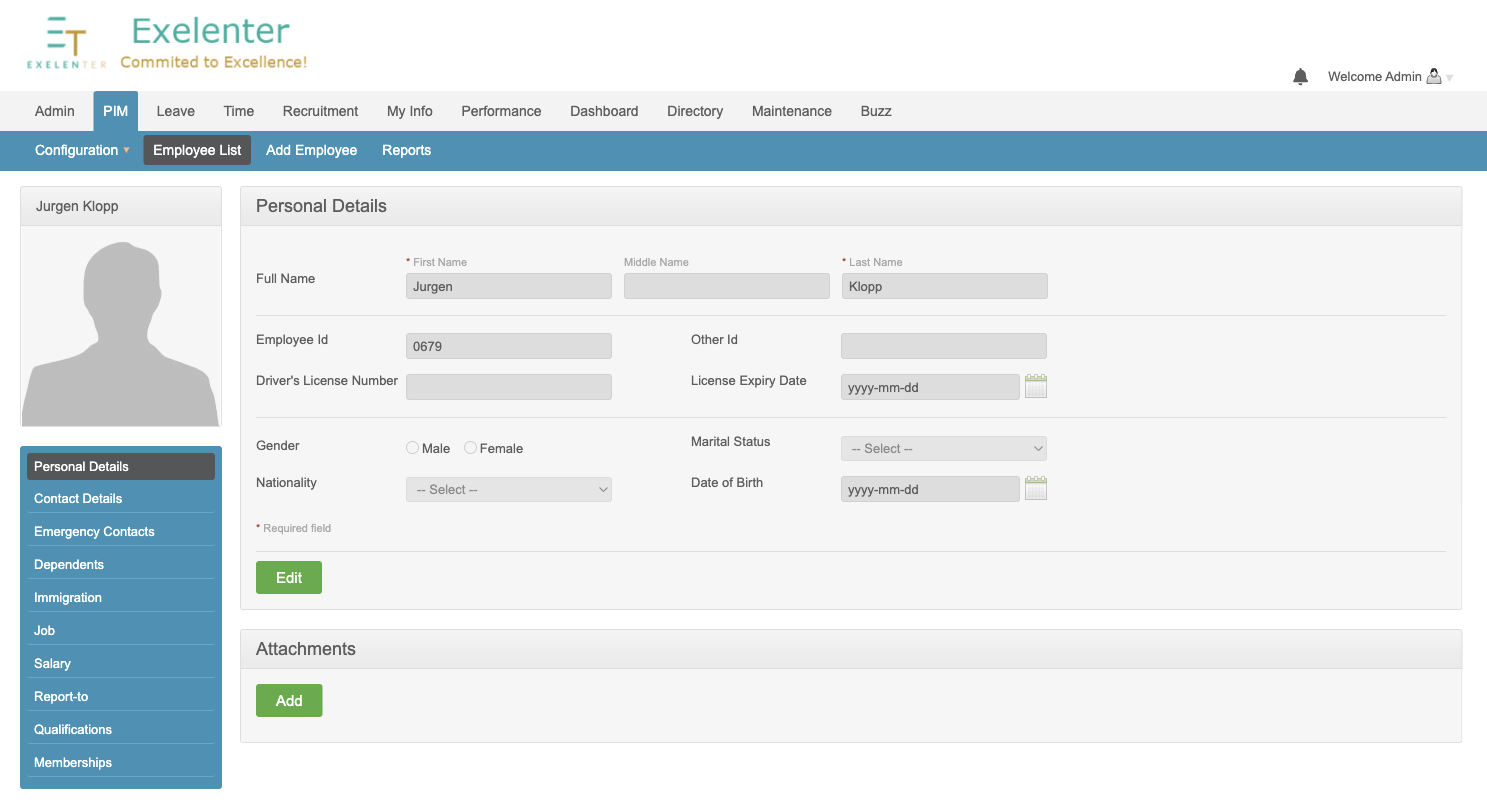 ET Exelenter
EXELENTER Commited to Excellence!
Welcome Admin
Admin PIM Leave Time Recruitment My Info Performance Dashboard Directory Maintenance Buzz
Configuration Employee List Add Employee Reports
Jurgen Klopp
Personal Details
Contact Details
Emergency Contacts
Dependents
Immigration
Job
Salary
Report-to
Qualifications
Memberships
Personal Details
* First Name Middle Name * Last Name
Full Name Jurgen Klopp
Employee Id 0679 Other Id
Driver's License Number License Expiry Date yyyy-mm-dd
Gender Male Female Marital Status -- Select --
Nationality -- Select -- Date of Birth yyyy-mm-dd
* Required field
Edit
Attachments
Add